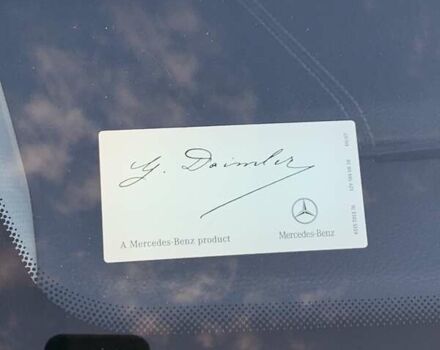 G. Daimler
A Mercedes-Benz product
Mercedes-Benz